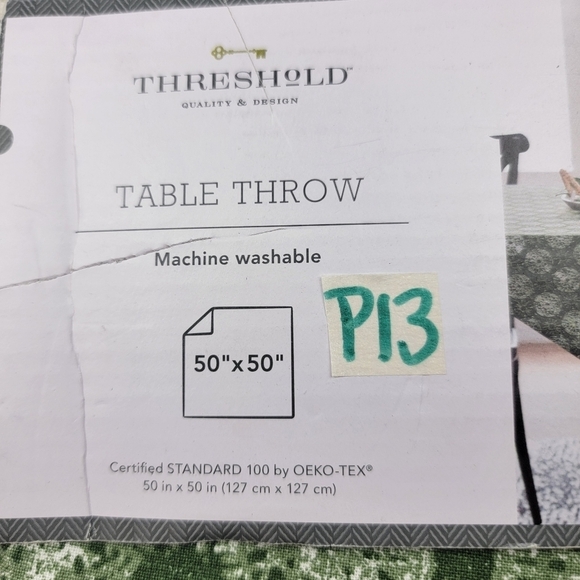 THRESHOLD™
QUALITY & DESIGN
TABLE THROW
Machine washable
P13
50"x50"
Certified STANDARD 100 by OEKO-TEX®
50 in x 50 in (127 cm x 127 cm)